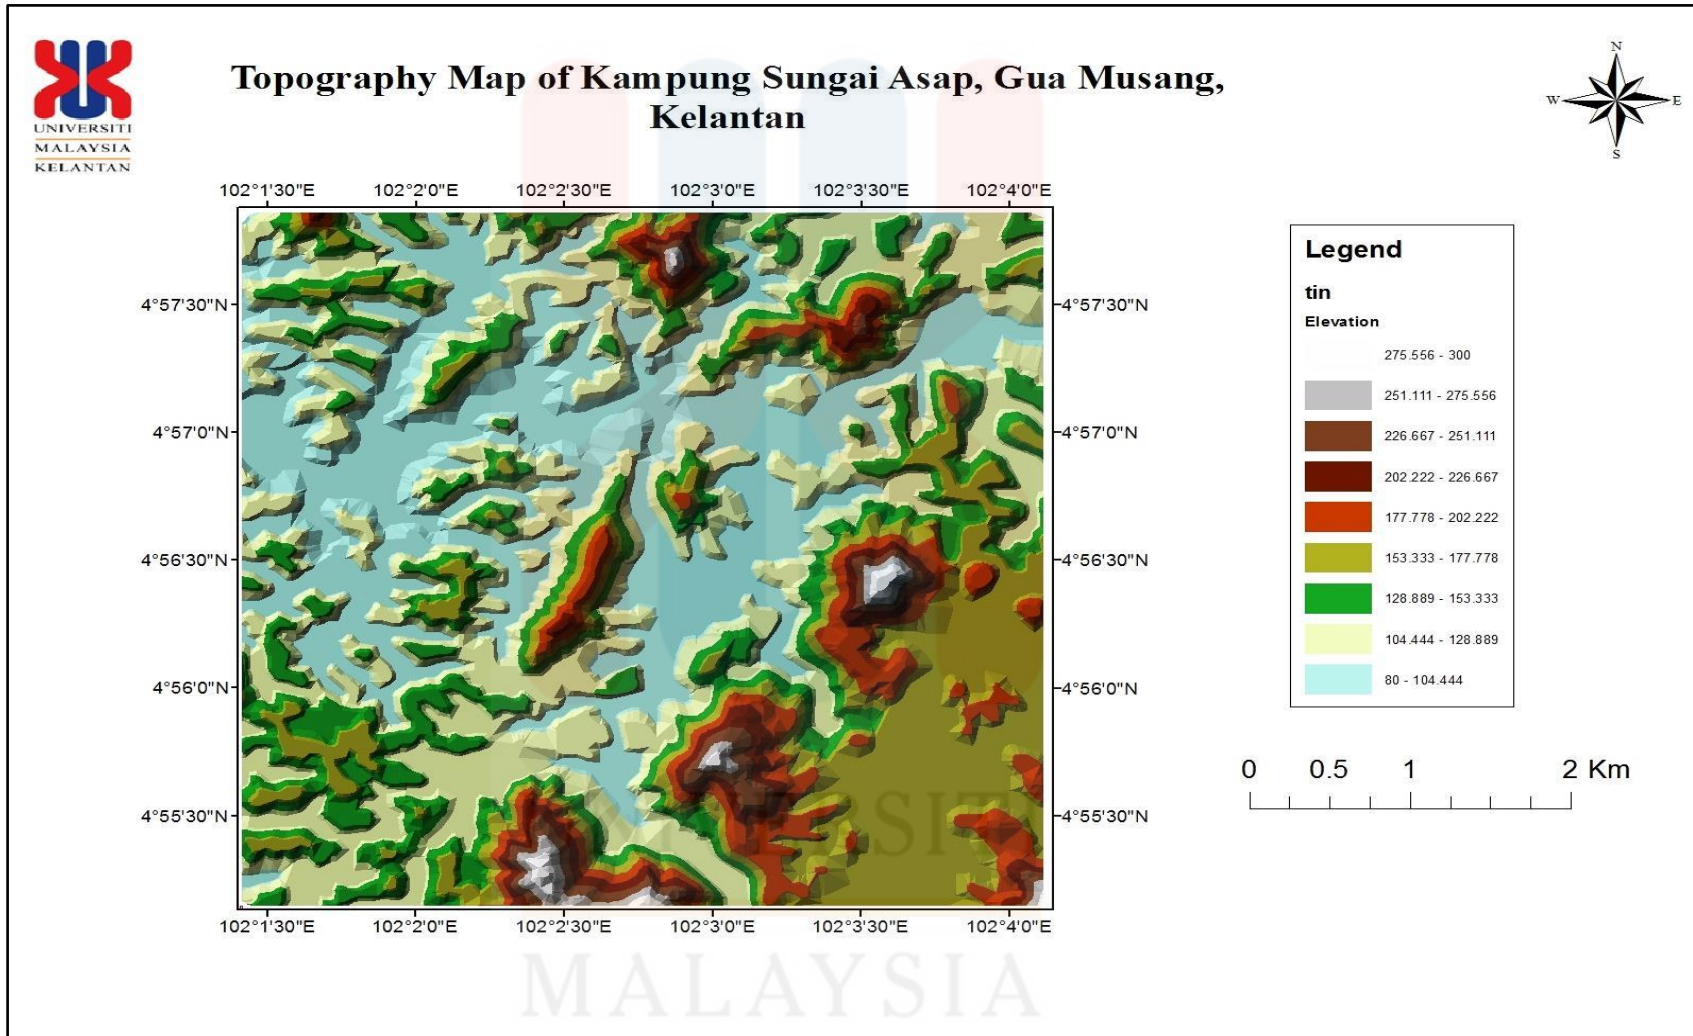 UNIVERSITI
MALAYSIA
KELANTAN
Topography Map of Kampung Sungai Asap, Gua Musang,
Kelantan
N
W
E
S
102°1'30"E 102°2'0"E 102°2'30"E 102°3'0"E 102°3'30"E 102°4'0"E
4°57'30"N 4°57'30"N
4°57'0"N 4°57'0"N
4°56'30"N 4°56'30"N
4°56'0"N 4°56'0"N
4°55'30"N 4°55'30"N
102°1'30"E 102°2'0"E 102°2'30"E 102°3'0"E 102°3'30"E 102°4'0"E
Legend
tin
Elevation
275.556 - 300
251.111 - 275.556
226.667 - 251.111
202.222 - 226.667
177.778 - 202.222
153.333 - 177.778
128.889 - 153.333
104.444 - 128.889
80 - 104.444
0 0.5 1 2 Km
UNIVERSITI
MALAYSIA